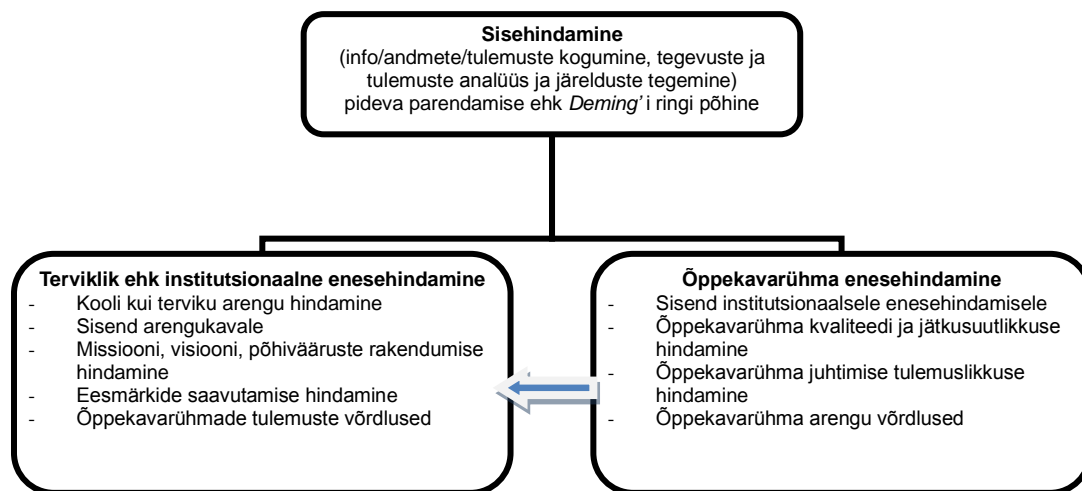 Sisehindamine
(info/andmete/tulemuste kogumine, tegevuste ja
tulemuste analüüs ja järelduste tegemine)
pideva parendamise ehk Deming’ i ringi põhine
Terviklik ehk institutsionaalne enesehindamine
- Kooli kui terviku arengu hindamine
- Sisend arengukavale
- Missiooni, visiooni, põhiväärtuste rakendumise
hindamine
- Eesmärkide saavutamise hindamine
- Õppekavarühmade tulemuste võrdlused
Õppekavarühma enesehindamine
- Sisend institutsionaalsele enesehindamisele
- Õppekavarühma kvaliteedi ja jätkusuutlikkuse
hindamine
- Õppekavarühma juhtimise tulemuslikkuse
hindamine
- Õppekavarühma arengu võrdlused